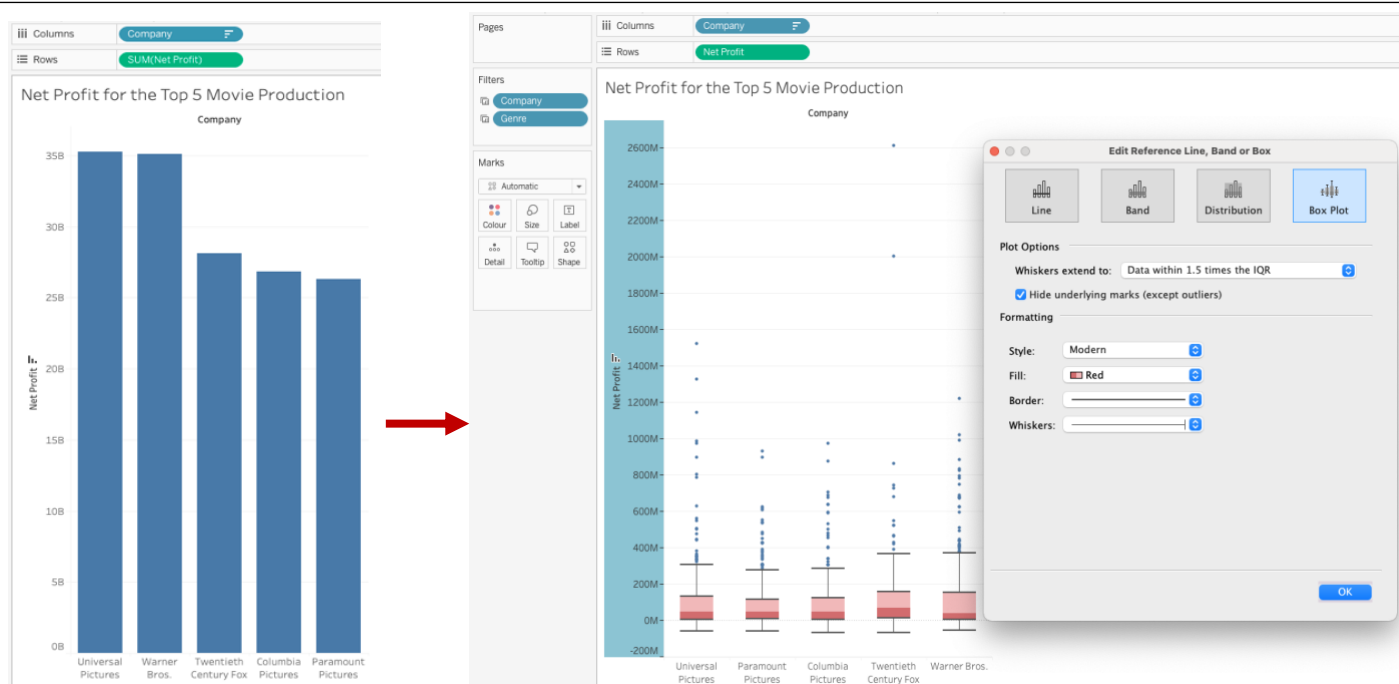 Columns
Company
Rows
SUM(Net Profit)
Net Profit for the Top 5 Movie Production
Company
35B
30B
25B
20B
15B
10B
5B
0B
Net Profit
Universal Pictures
Warner Bros.
Twentieth Century Fox
Columbia Pictures
Paramount Pictures
Pages
Filters
Company
Genre
Marks
Automatic
Colour
Size
Label
Detail
Tooltip
Shape
Columns
Company
Rows
Net Profit
Net Profit for the Top 5 Movie Production
Company
2600M
2400M
2200M
2000M
1800M
1600M
1400M
1200M
1000M
800M
600M
400M
200M
0M
-200M
Net Profit
Universal Pictures
Paramount Pictures
Columbia Pictures
Twentieth Century Fox
Warner Bros.
Edit Reference Line, Band or Box
Line
Band
Distribution
Box Plot
Plot Options
Whiskers extend to: Data within 1.5 times the IQR
Hide underlying marks (except outliers)
Formatting
Style: Modern
Fill: Red
Border:
Whiskers:
OK